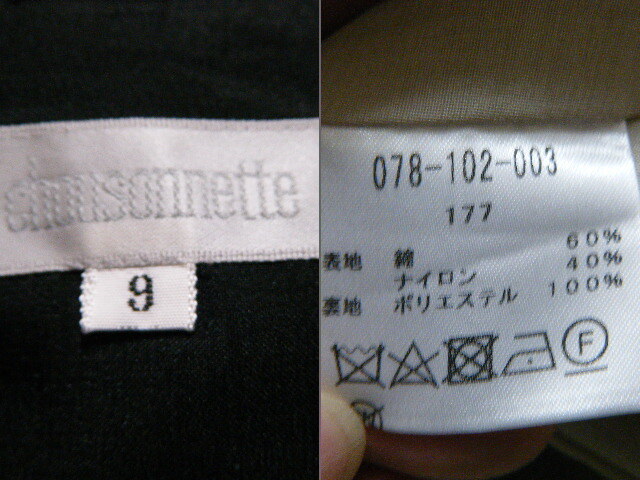 chansonnette
9
078-102-003
177
表地 綿 60%
ナイロン 40%
裏地 ポリエステル 100%
F